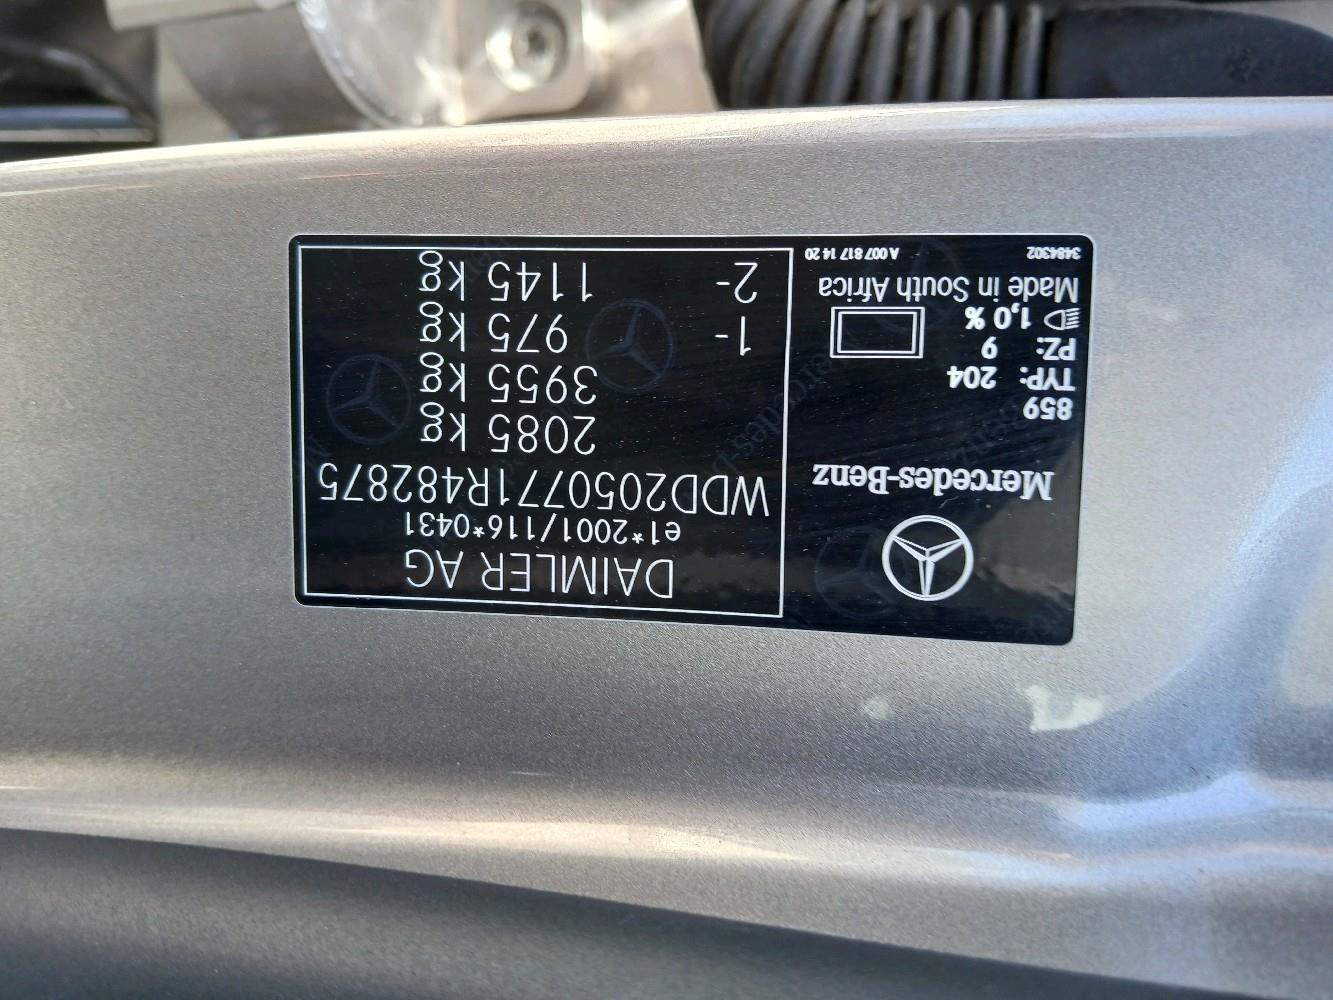 DAIMLER AG
e1*2001/116*0431
WDD2050771R482875
2085 kg
3955 kg
1- 975 kg
2- 1145 kg
Mercedes-Benz
859
TYP: 204
PZ: 9
1,0 %
Made in South Africa
3484302 A 007 817 14 20